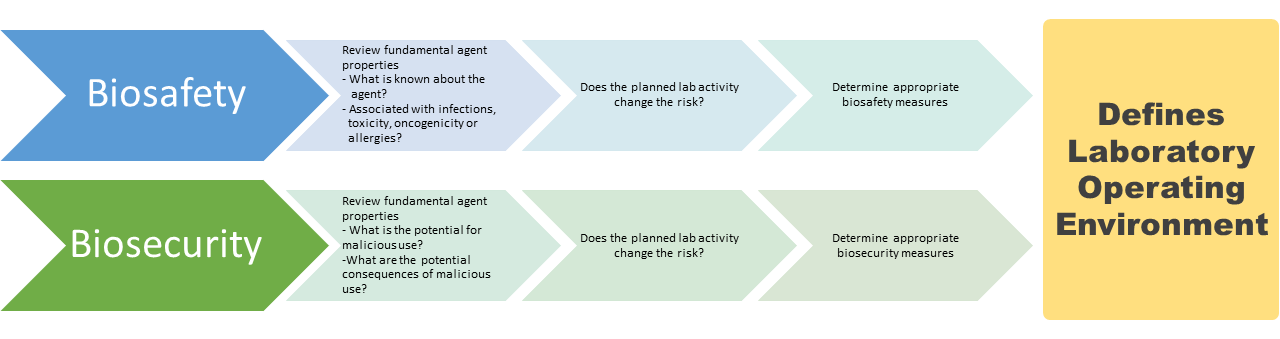 Biosafety
Review fundamental agent
properties
- What is known about the
agent?
- Associated with infections,
toxicity, oncogenicity or
allergies?
Does the planned lab activity
change the risk?
Determine appropriate
biosafety measures
Biosecurity
Review fundamental agent
properties
- What is the potential for
malicious use?
-What are the potential
consequences of malicious
use?
Does the planned lab activity
change the risk?
Determine appropriate
biosecurity measures
Defines
Laboratory
Operating
Environment